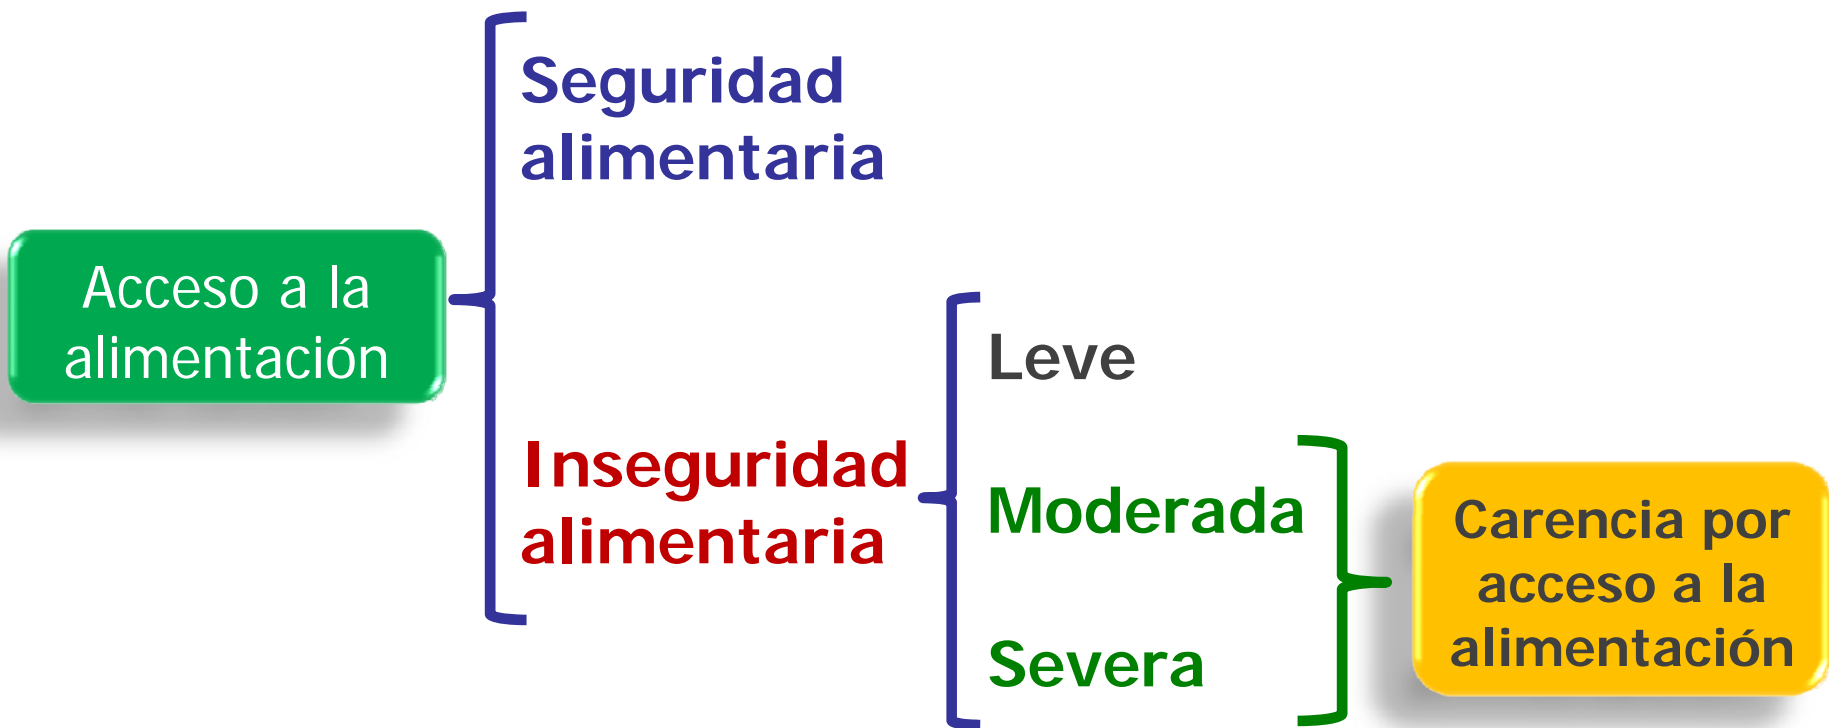 Seguridad
alimentaria
Acceso a la
alimentación
Inseguridad
alimentaria
Leve
Moderada
Severa
Carencia por
acceso a la
alimentación